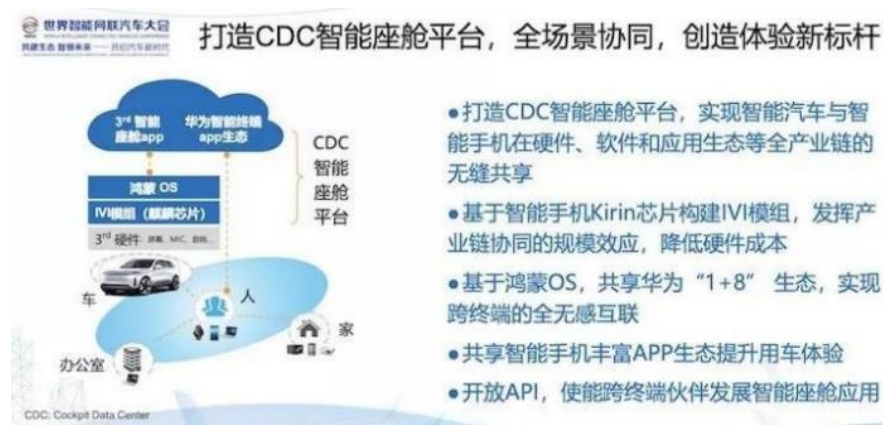 世界智能网联汽车大会
打造CDC智能座舱平台，全场景协同，创造体验新标杆
3rd 智能
座舱app
华为智能终端
app生态
CDC
智能
座舱
平台
鸿蒙 OS
IVI模组（麒麟芯片）
3rd 硬件：屏幕、MIC、音响...
车
人
家
办公室
CDC: Cockpit Data Center
●打造CDC智能座舱平台，实现智能汽车与智
能手机在硬件、软件和应用生态等全产业链的
无缝共享
●基于智能手机Kirin芯片构建IVI模组，发挥产
业链协同的规模效应，降低硬件成本
●基于鸿蒙OS，共享华为“1+8” 生态，实现
跨终端的全无感互联
●共享智能手机丰富APP生态提升用车体验
●开放API，使能跨终端伙伴发展智能座舱应用